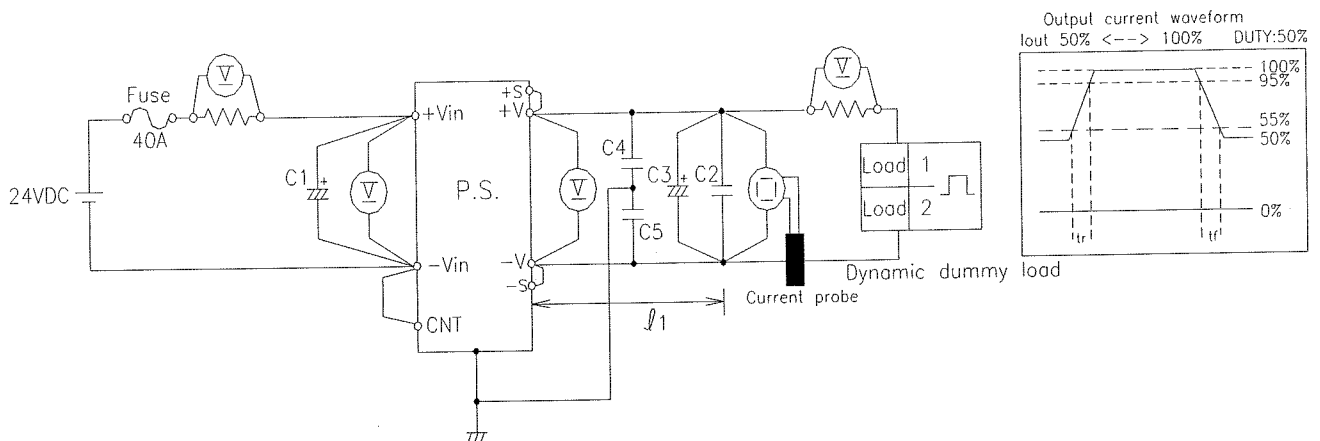 Output current waveform
Iout 50% <--> 100% DUTY:50%
100%
95%
55%
50%
0%
tr
tf
V
Fuse
40A
24VDC
C1
+
V
+Vin
-Vin
CNT
P.S.
+S
+V
-V
-S
V
C4
C5
C3
+
C2
V
Load 1
Load 2
Dynamic dummy load
Current probe
ℓ1